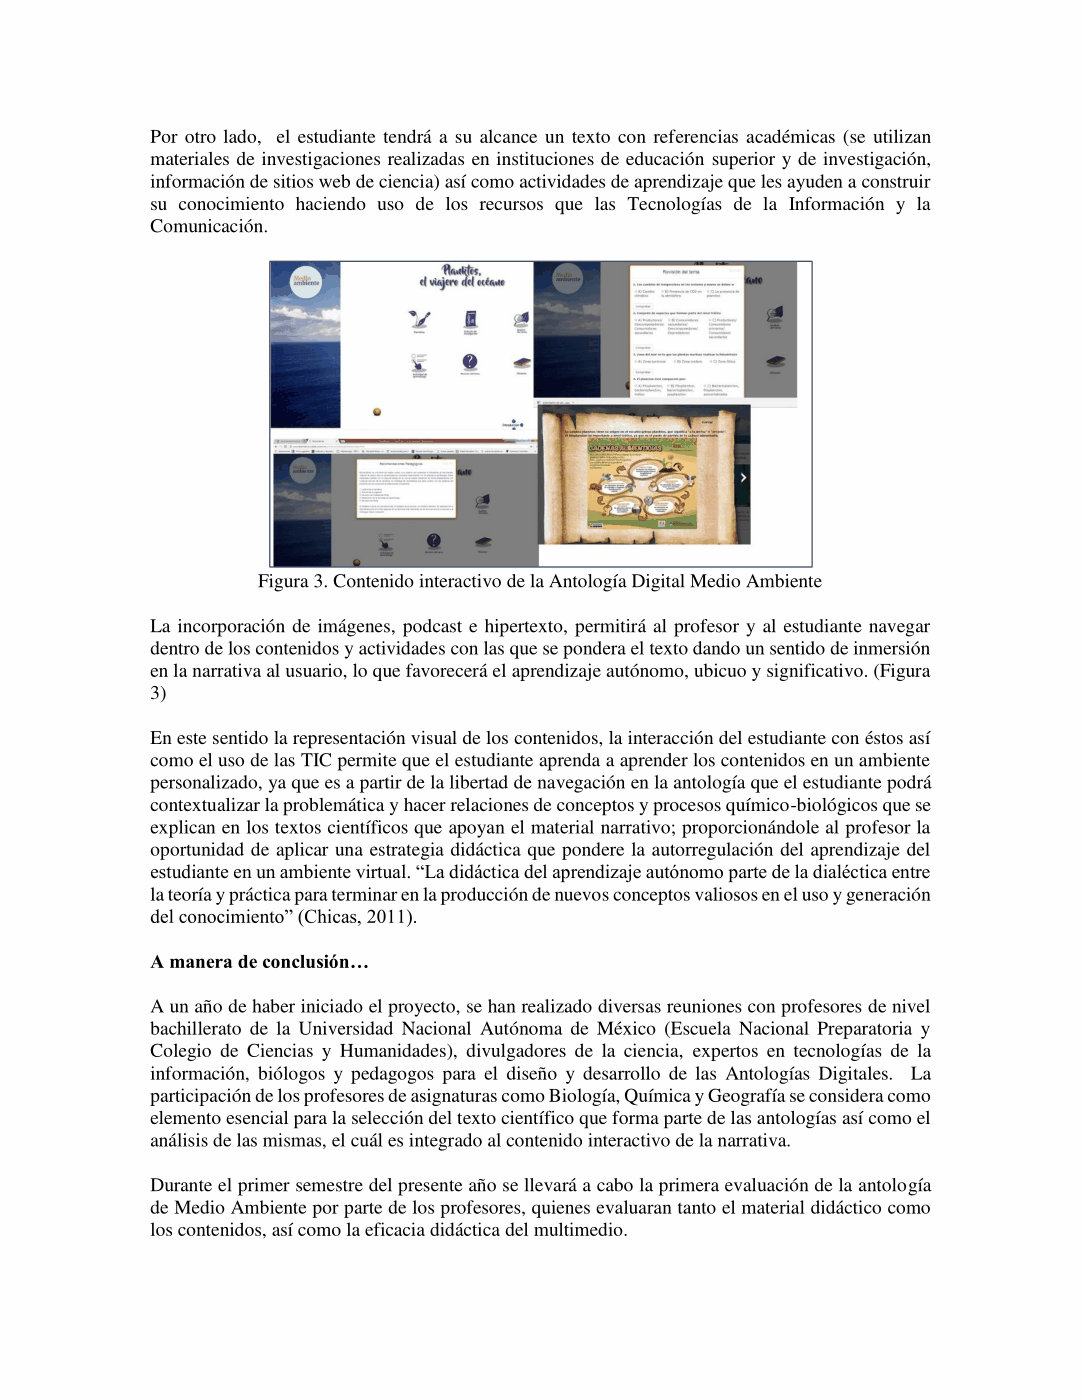 Por otro lado,  el estudiante tendrá a su alcance un texto con referencias académicas (se utilizan
materiales de investigaciones realizadas en instituciones de educación superior y de investigación,
información de sitios web de ciencia) así como actividades de aprendizaje que les ayuden a construir
su conocimiento haciendo uso de los recursos que las Tecnologías de la Información y la
Comunicación.
Medio
ambiente
Planktos,
el viajero del océano
Revisión del tema
Recomendaciones Pedagógicas
CADENAS ALIMENTICIAS
Figura 3. Contenido interactivo de la Antología Digital Medio Ambiente
La incorporación de imágenes, podcast e hipertexto, permitirá al profesor y al estudiante navegar
dentro de los contenidos y actividades con las que se pondera el texto dando un sentido de inmersión
en la narrativa al usuario, lo que favorecerá el aprendizaje autónomo, ubicuo y significativo. (Figura
3)
En este sentido la representación visual de los contenidos, la interacción del estudiante con éstos así
como el uso de las TIC permite que el estudiante aprenda a aprender los contenidos en un ambiente
personalizado, ya que es a partir de la libertad de navegación en la antología que el estudiante podrá
contextualizar la problemática y hacer relaciones de conceptos y procesos químico-biológicos que se
explican en los textos científicos que apoyan el material narrativo; proporcionándole al profesor la
oportunidad de aplicar una estrategia didáctica que pondere la autorregulación del aprendizaje del
estudiante en un ambiente virtual. “La didáctica del aprendizaje autónomo parte de la dialéctica entre
la teoría y práctica para terminar en la producción de nuevos conceptos valiosos en el uso y generación
del conocimiento” (Chicas, 2011).
A manera de conclusión…
A un año de haber iniciado el proyecto, se han realizado diversas reuniones con profesores de nivel
bachillerato de la Universidad Nacional Autónoma de México (Escuela Nacional Preparatoria y
Colegio de Ciencias y Humanidades), divulgadores de la ciencia, expertos en tecnologías de la
información, biólogos y pedagogos para el diseño y desarrollo de las Antologías Digitales.  La
participación de los profesores de asignaturas como Biología, Química y Geografía se considera como
elemento esencial para la selección del texto científico que forma parte de las antologías así como el
análisis de las mismas, el cuál es integrado al contenido interactivo de la narrativa.
Durante el primer semestre del presente año se llevará a cabo la primera evaluación de la antología
de Medio Ambiente por parte de los profesores, quienes evaluaran tanto el material didáctico como
los contenidos, así como la eficacia didáctica del multimedio.